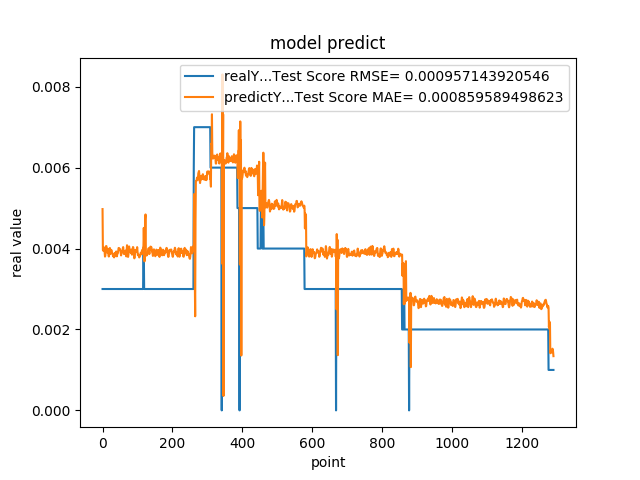 model predict
realY...Test Score RMSE= 0.000957143920546
predictY...Test Score MAE= 0.000859589498623
0.008
0.006
0.004
0.002
0.000
real value
0 200 400 600 800 1000 1200
point